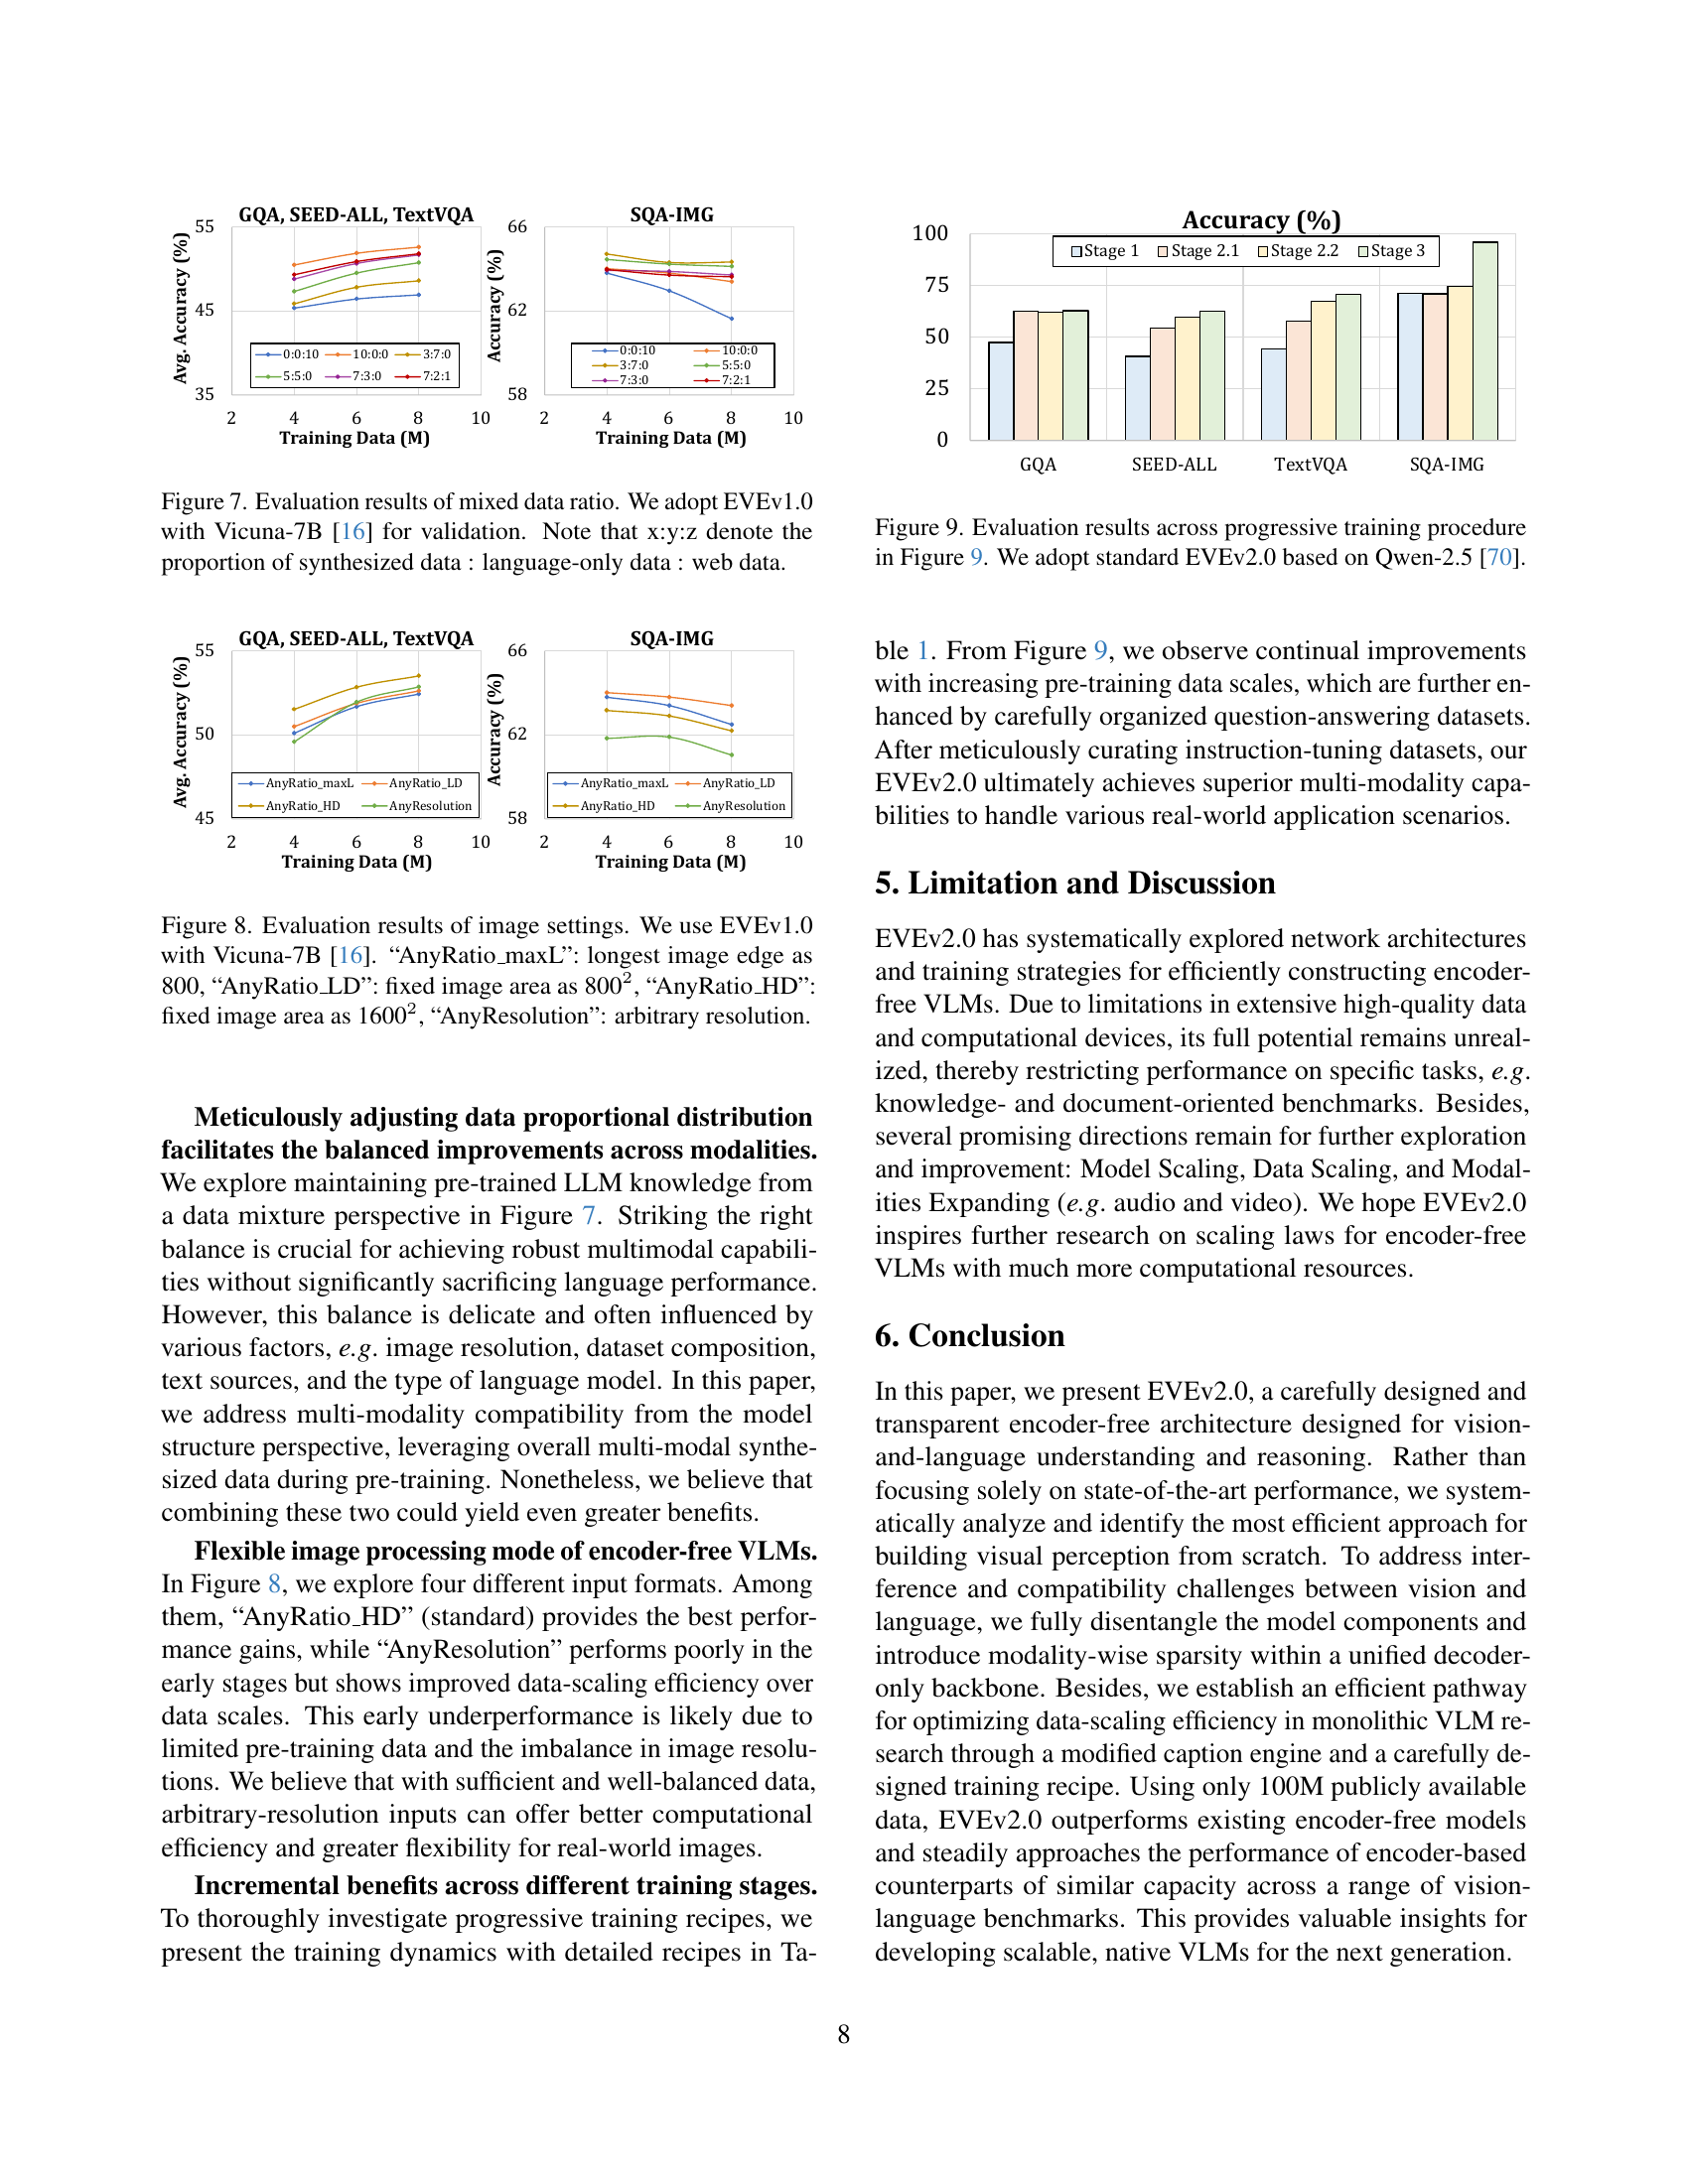 GQA, SEED-ALL, TextVQA
Avg. Accuracy (%)
55
45
35
0:0:10 10:0:0 3:7:0
5:5:0 7:3:0 7:2:1
2 4 6 8 10
Training Data (M)
SQA-IMG
Accuracy (%)
66
62
58
0:0:10 10:0:0
3:7:0 5:5:0
7:3:0 7:2:1
2 4 6 8 10
Training Data (M)
Figure 7. Evaluation results of mixed data ratio. We adopt EVEv1.0
with Vicuna-7B [16] for validation. Note that x:y:z denote the
proportion of synthesized data : language-only data : web data.
GQA, SEED-ALL, TextVQA
Avg. Accuracy (%)
55
50
45
AnyRatio_maxL AnyRatio_LD
AnyRatio_HD AnyResolution
2 4 6 8 10
Training Data (M)
SQA-IMG
Accuracy (%)
66
62
58
AnyRatio_maxL AnyRatio_LD
AnyRatio_HD AnyResolution
2 4 6 8 10
Training Data (M)
Figure 8. Evaluation results of image settings. We use EVEv1.0
with Vicuna-7B [16]. “AnyRatio_maxL”: longest image edge as
800, “AnyRatio_LD”: fixed image area as 800², “AnyRatio_HD”:
fixed image area as 1600², “AnyResolution”: arbitrary resolution.
Meticulously adjusting data proportional distribution
facilitates the balanced improvements across modalities.
We explore maintaining pre-trained LLM knowledge from
a data mixture perspective in Figure 7. Striking the right
balance is crucial for achieving robust multimodal capabili-
ties without significantly sacrificing language performance.
However, this balance is delicate and often influenced by
various factors, e.g. image resolution, dataset composition,
text sources, and the type of language model. In this paper,
we address multi-modality compatibility from the model
structure perspective, leveraging overall multi-modal synthe-
sized data during pre-training. Nonetheless, we believe that
combining these two could yield even greater benefits.
Flexible image processing mode of encoder-free VLMs.
In Figure 8, we explore four different input formats. Among
them, “AnyRatio_HD” (standard) provides the best perfor-
mance gains, while “AnyResolution” performs poorly in the
early stages but shows improved data-scaling efficiency over
data scales. This early underperformance is likely due to
limited pre-training data and the imbalance in image resolu-
tions. We believe that with sufficient and well-balanced data,
arbitrary-resolution inputs can offer better computational
efficiency and greater flexibility for real-world images.
Incremental benefits across different training stages.
To thoroughly investigate progressive training recipes, we
present the training dynamics with detailed recipes in Ta-
Accuracy (%)
100
75
50
25
0
Stage 1 Stage 2.1 Stage 2.2 Stage 3
GQA SEED-ALL TextVQA SQA-IMG
Figure 9. Evaluation results across progressive training procedure
in Figure 9. We adopt standard EVEv2.0 based on Qwen-2.5 [70].
ble 1. From Figure 9, we observe continual improvements
with increasing pre-training data scales, which are further en-
hanced by carefully organized question-answering datasets.
After meticulously curating instruction-tuning datasets, our
EVEv2.0 ultimately achieves superior multi-modality capa-
bilities to handle various real-world application scenarios.
5. Limitation and Discussion
EVEv2.0 has systematically explored network architectures
and training strategies for efficiently constructing encoder-
free VLMs. Due to limitations in extensive high-quality data
and computational devices, its full potential remains unreal-
ized, thereby restricting performance on specific tasks, e.g.
knowledge- and document-oriented benchmarks. Besides,
several promising directions remain for further exploration
and improvement: Model Scaling, Data Scaling, and Modal-
ities Expanding (e.g. audio and video). We hope EVEv2.0
inspires further research on scaling laws for encoder-free
VLMs with much more computational resources.
6. Conclusion
In this paper, we present EVEv2.0, a carefully designed and
transparent encoder-free architecture designed for vision-
and-language understanding and reasoning. Rather than
focusing solely on state-of-the-art performance, we system-
atically analyze and identify the most efficient approach for
building visual perception from scratch. To address inter-
ference and compatibility challenges between vision and
language, we fully disentangle the model components and
introduce modality-wise sparsity within a unified decoder-
only backbone. Besides, we establish an efficient pathway
for optimizing data-scaling efficiency in monolithic VLM re-
search through a modified caption engine and a carefully de-
signed training recipe. Using only 100M publicly available
data, EVEv2.0 outperforms existing encoder-free models
and steadily approaches the performance of encoder-based
counterparts of similar capacity across a range of vision-
language benchmarks. This provides valuable insights for
developing scalable, native VLMs for the next generation.
8